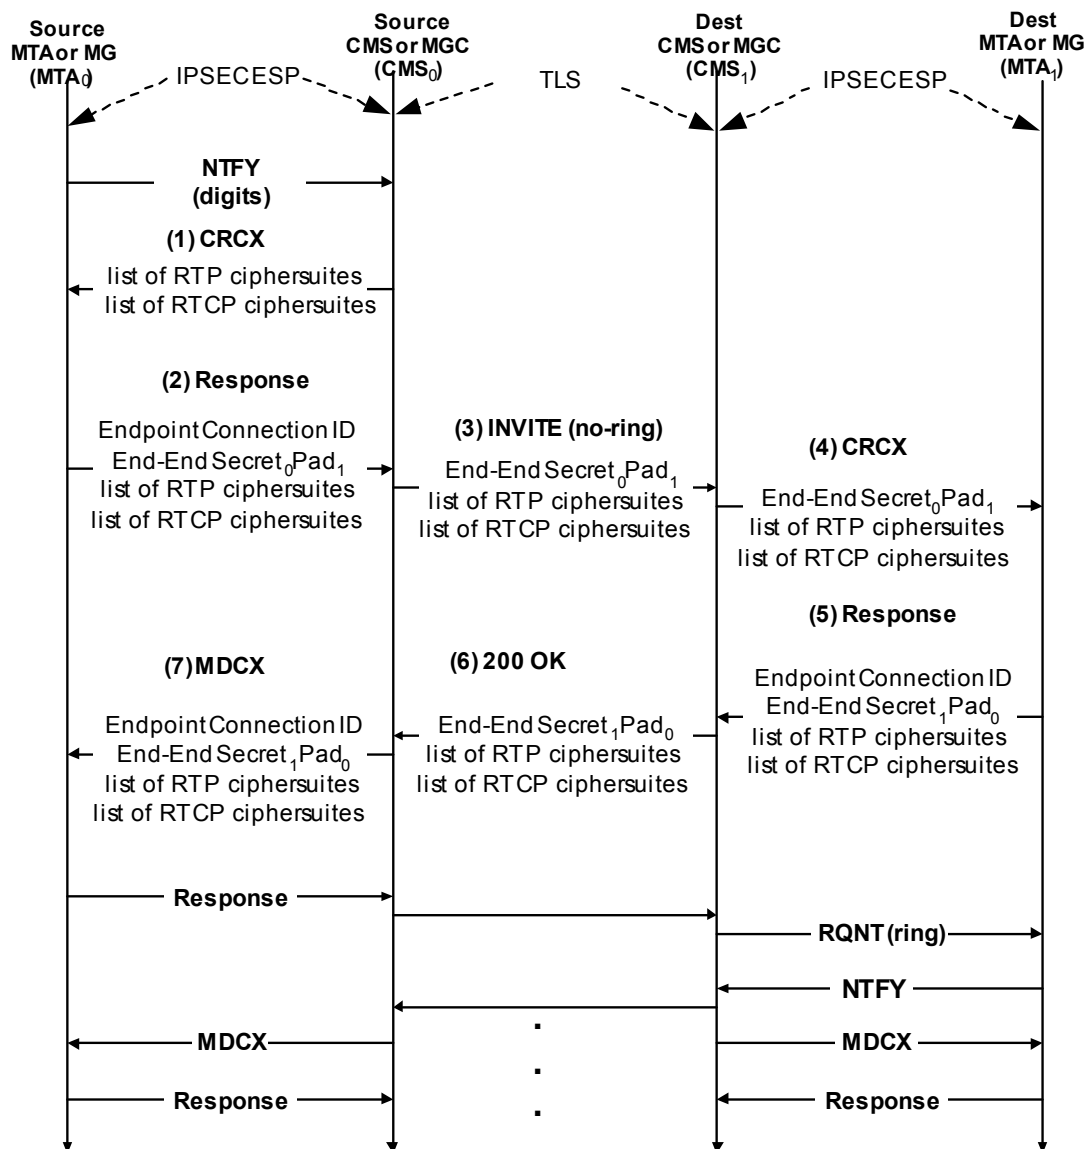 Source
MTA or MG
(MTA0)
Source
CMS or MGC
(CMS0)
Dest
CMS or MGC
(CMS1)
Dest
MTA or MG
(MTA1)
IPSECESP
TLS
IPSECESP
NTFY
(digits)
(1) CRCX
list of RTP ciphersuites
list of RTCP ciphersuites
(2) Response
Endpoint Connection ID
End-End Secret0Pad1
list of RTP ciphersuites
list of RTCP ciphersuites
(3) INVITE (no-ring)
End-End Secret0Pad1
list of RTP ciphersuites
list of RTCP ciphersuites
(4) CRCX
End-End Secret0Pad1
list of RTP ciphersuites
list of RTCP ciphersuites
(5) Response
Endpoint Connection ID
End-End Secret1Pad0
list of RTP ciphersuites
list of RTCP ciphersuites
(6) 200 OK
End-End Secret1Pad0
list of RTP ciphersuites
list of RTCP ciphersuites
(7) MDCX
Endpoint Connection ID
End-End Secret1Pad0
list of RTP ciphersuites
list of RTCP ciphersuites
Response
RQNT (ring)
NTFY
MDCX
MDCX
Response
Response